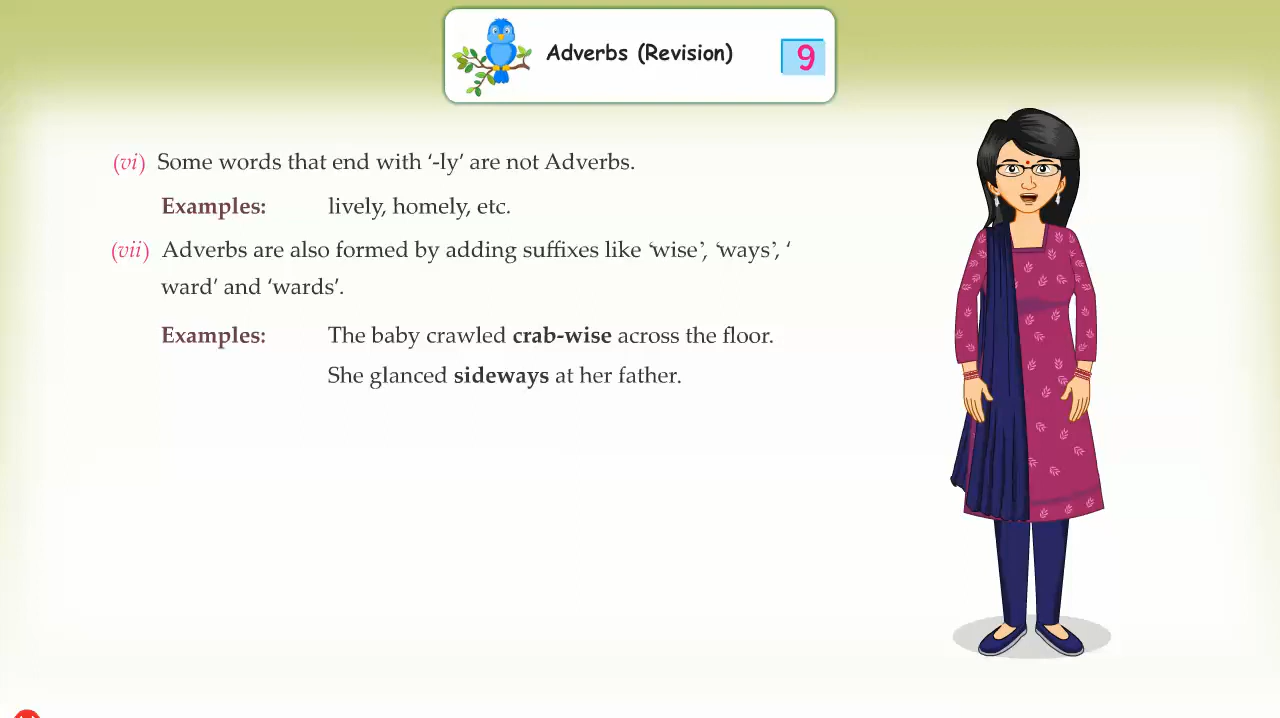 Adverbs (Revision)
9
(vi) Some words that end with ‘-ly’ are not Adverbs.
Examples: lively, homely, etc.
(vii) Adverbs are also formed by adding suffixes like ‘wise’, ‘ways’, ‘
ward’ and ‘wards’.
Examples: The baby crawled crab-wise across the floor.
She glanced sideways at her father.